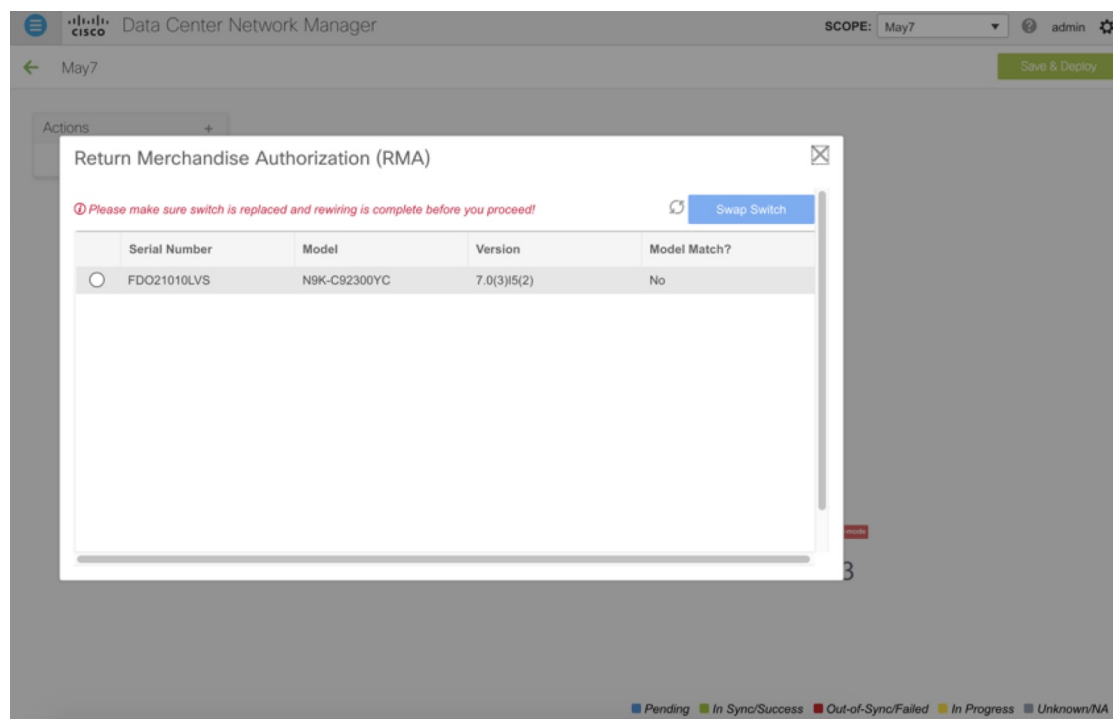 cisco Data Center Network Manager SCOPE: May7 admin
May7 Save & Deploy
Actions +
Return Merchandise Authorization (RMA)
Please make sure switch is replaced and rewiring is complete before you proceed! Swap Switch
Serial Number Model Version Model Match?
FDO21010LVS N9K-C92300YC 7.0(3)I5(2) No
-mode
3
Pending In Sync/Success Out-of-Sync/Failed In Progress Unknown/NA